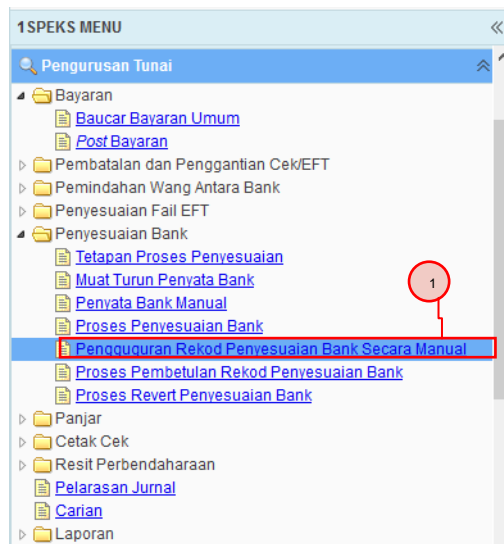 1SPEKS MENU
Pengurusan Tunai
Bayaran
Baucar Bayaran Umum
Post Bayaran
Pembatalan dan Penggantian Cek/EFT
Pemindahan Wang Antara Bank
Penyesuaian Fail EFT
Penyesuaian Bank
Tetapan Proses Penyesuaian
Muat Turun Penyata Bank
1
Penyata Bank Manual
Proses Penyesuaian Bank
Pengguguran Rekod Penyesuaian Bank Secara Manual
Proses Pembetulan Rekod Penyesuaian Bank
Proses Revert Penyesuaian Bank
Panjar
Cetak Cek
Resit Perbendaharaan
Pelarasan Jurnal
Carian
Laporan